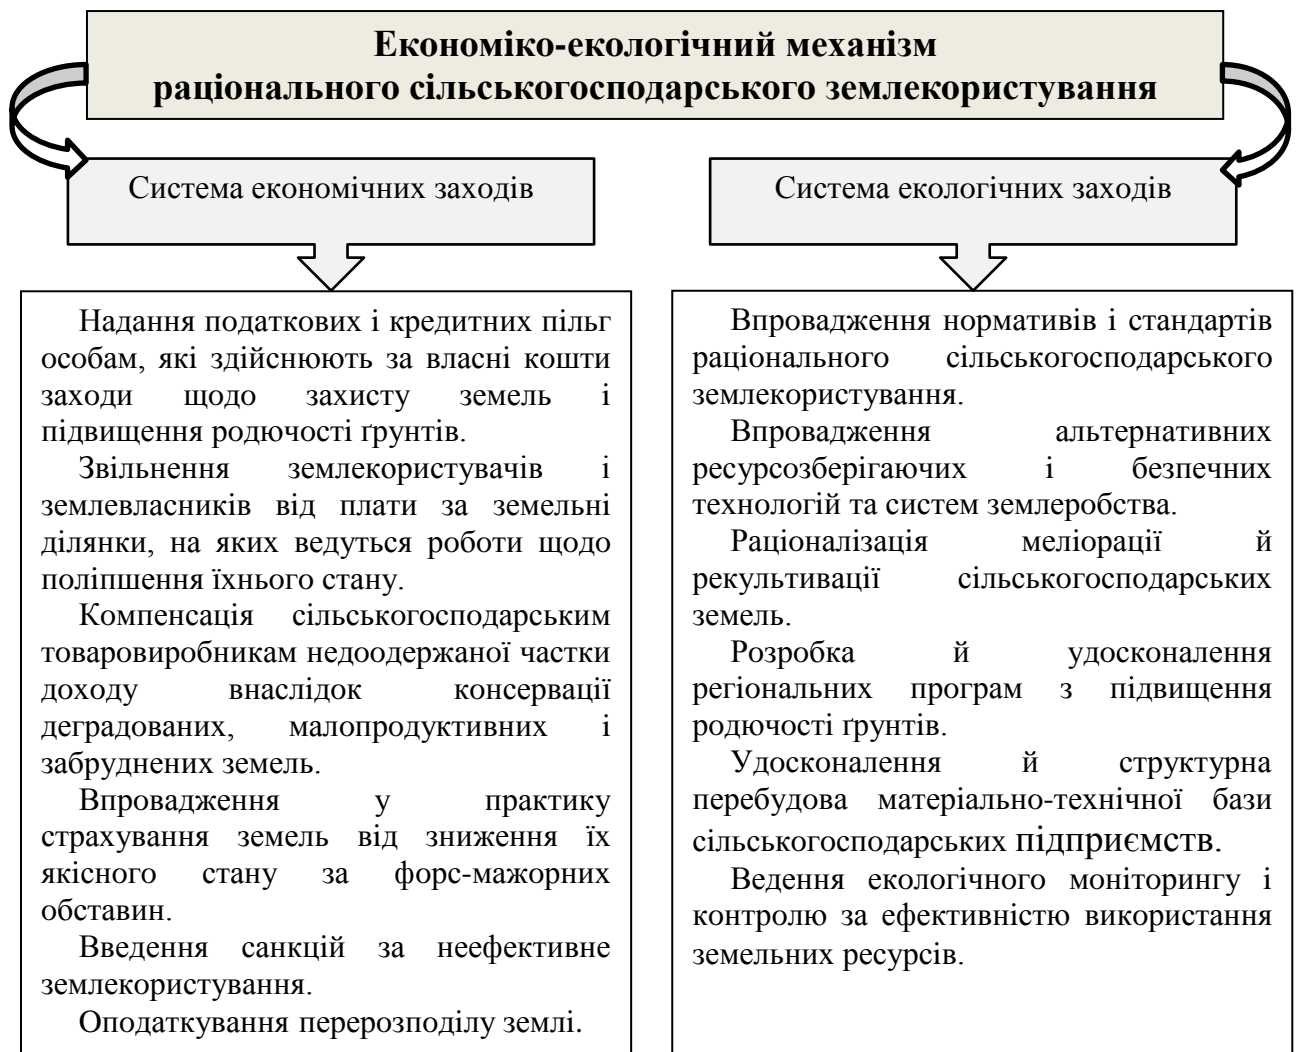 Економіко-екологічний механізм
раціонального сільськогосподарського землекористування
Система економічних заходів
Надання податкових і кредитних пільг
особам, які здійснюють за власні кошти
заходи щодо захисту земель і
підвищення родючості ґрунтів.
Звільнення землекористувачів і
землевласників від плати за земельні
ділянки, на яких ведуться роботи щодо
поліпшення їхнього стану.
Компенсація сільськогосподарським
товаровиробникам недоодержаної частки
доходу внаслідок консервації
деградованих, малопродуктивних і
забруднених земель.
Впровадження у практику
страхування земель від зниження їх
якісного стану за форс-мажорних
обставин.
Введення санкцій за неефективне
землекористування.
Оподаткування перерозподілу землі.
Система екологічних заходів
Впровадження нормативів і стандартів
раціонального сільськогосподарського
землекористування.
Впровадження альтернативних
ресурсозберігаючих і безпечних
технологій та систем землеробства.
Раціоналізація меліорації й
рекультивації сільськогосподарських
земель.
Розробка й удосконалення
регіональних програм з підвищення
родючості ґрунтів.
Удосконалення й структурна
перебудова матеріально-технічної бази
сільськогосподарських підприємств.
Ведення екологічного моніторингу і
контролю за ефективністю використання
земельних ресурсів.